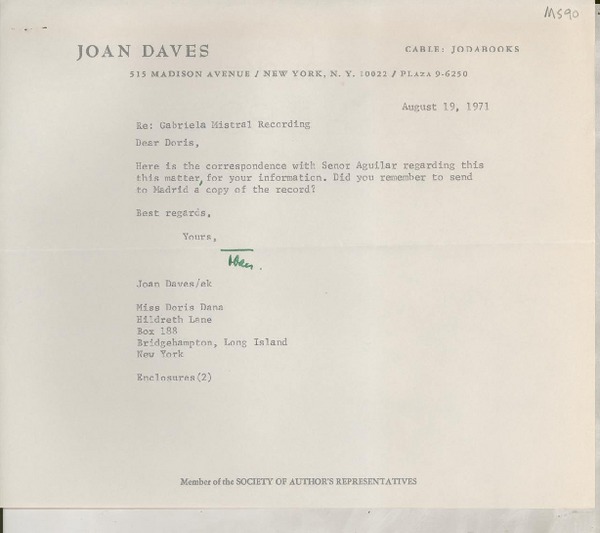 MS90
JOAN DAVES
CABLE: JODABOOKS
515 MADISON AVENUE / NEW YORK, N. Y. 10022 / PLAZA 9-6250
August 19, 1971
Re: Gabriela Mistral Recording
Dear Doris,
Here is the correspondence with Senor Aguilar regarding this
this matter, for your information. Did you remember to send
to Madrid a copy of the record?
Best regards,
Yours,
Joan Daves/ek
Miss Doris Dana
Hildreth Lane
Box 188
Bridgehampton, Long Island
New York
Enclosures(2)
Member of the SOCIETY OF AUTHOR'S REPRESENTATIVES